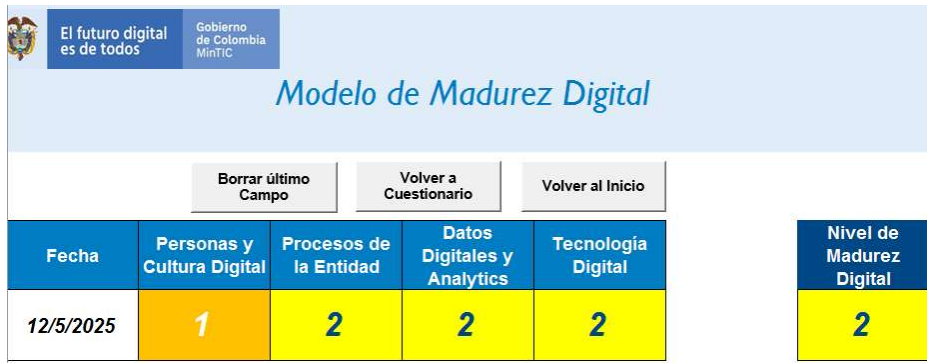 El futuro digital
es de todos
Gobierno
de Colombia
MinTIC
Modelo de Madurez Digital
Borrar último
Campo
Volver a
Cuestionario
Volver al Inicio
Fecha
Personas y
Cultura Digital
Procesos de
la Entidad
Datos
Digitales y
Analytics
Tecnología
Digital
Nivel de
Madurez
Digital
12/5/2025
1
2
2
2
2